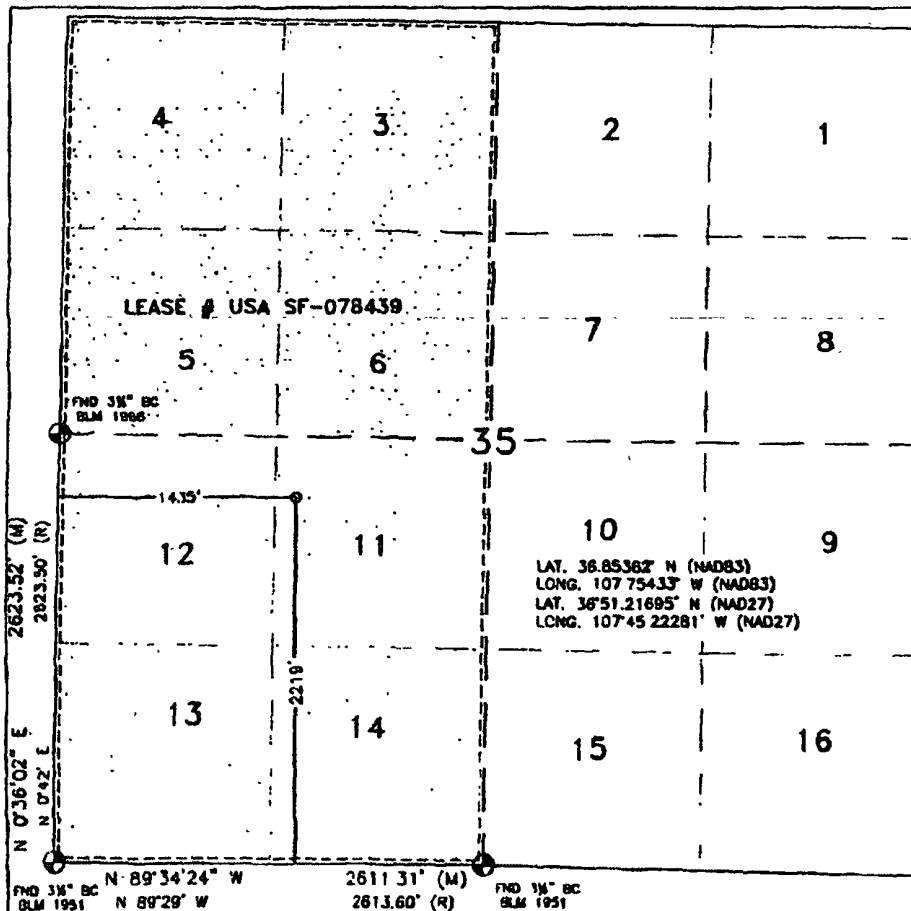 4
3
2
1
LEASE # USA SF-078439
5
6
7
8
FND 3¼" BC
BLM 1966
35
1435'
12
11
10
9
LAT. 36.85362° N (NAD83)
LONG. 107.75433° W (NAD83)
LAT. 36°51.21695' N (NAD27)
LONG. 107°45.22281' W (NAD27)
2623.52' (M)
2623.50' (R)
N 0°36'02" E
N 0°42' E
2219'
13
14
15
16
N 89°34'24" W
2611.31' (M)
N 89°29' W
2613.60' (R)
FND 3¼" BC
BLM 1951
FND 3¼" BC
BLM 1951